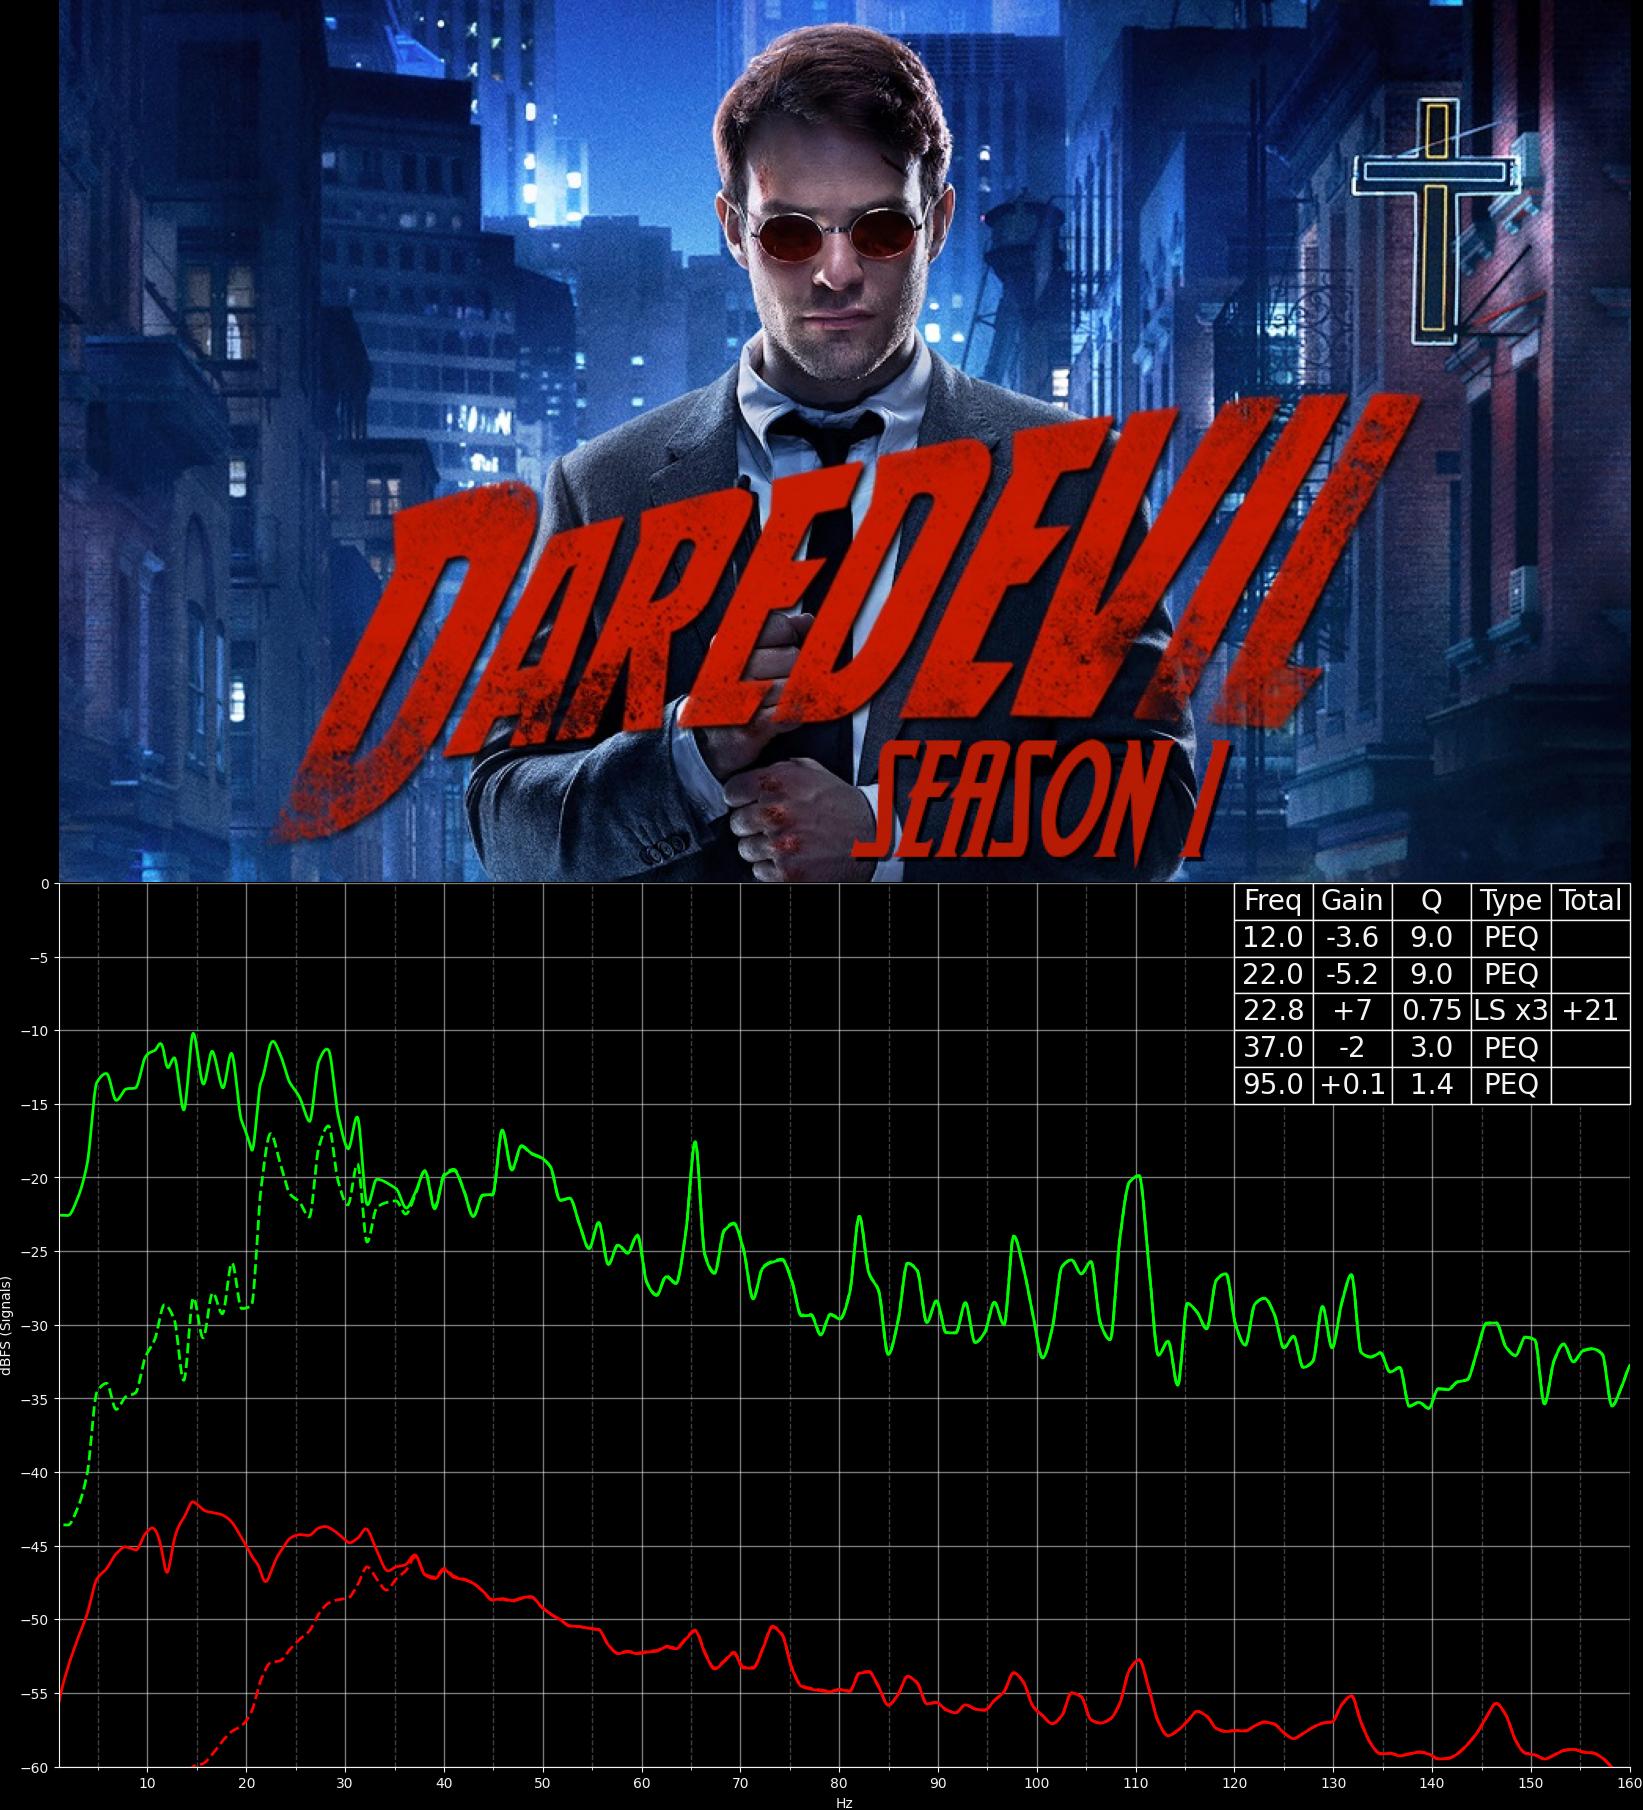 DAREDEVIL
SEASON 1
Freq Gain Q Type Total
12.0 -3.6 9.0 PEQ
22.0 -5.2 9.0 PEQ
22.8 +7 0.75 LS x3 +21
37.0 -2 3.0 PEQ
95.0 +0.1 1.4 PEQ
0
−5
−10
−15
−20
−25
−30
−35
−40
−45
−50
−55
−60
dBFS (Signals)
10 20 30 40 50 60 70 80 90 100 110 120 130 140 150 160
Hz